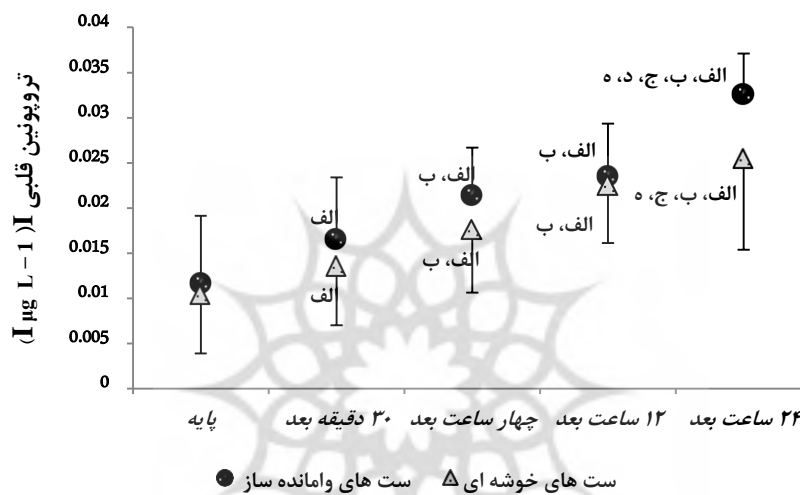 تروپونین قلبی I (Iµg L – 1)
0.04
0.035
0.03
0.025
0.02
0.015
0.01
0.005
0
الف، ب، ج، د، ه
الف، ب، ج، ه
الف، ب
الف، ب
الف، ب
الف، ب
الف
الف
پایه
۳۰ دقیقه بعد
چهار ساعت بعد
۱۲ ساعت بعد
۲۴ ساعت بعد
ست های وامانده ساز
ست های خوشه ای